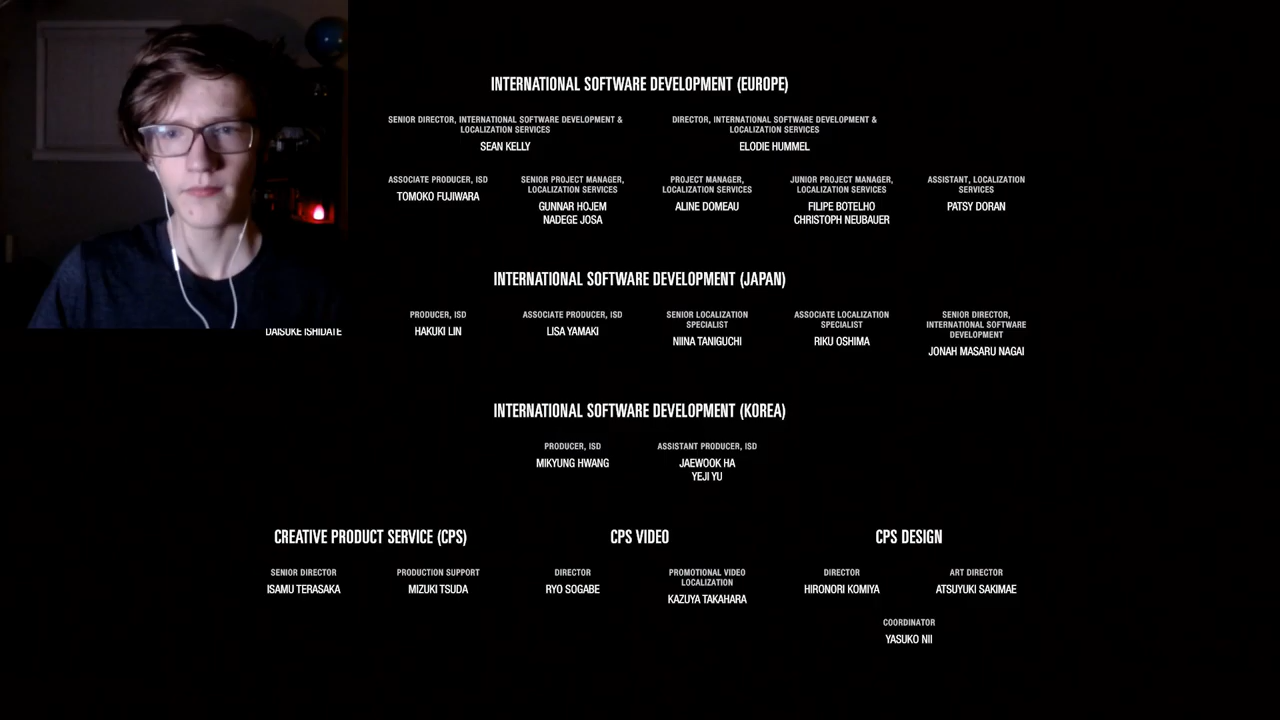 INTERNATIONAL SOFTWARE DEVELOPMENT (EUROPE)
SENIOR DIRECTOR, INTERNATIONAL SOFTWARE DEVELOPMENT &
LOCALIZATION SERVICES
SEAN KELLY
DIRECTOR, INTERNATIONAL SOFTWARE DEVELOPMENT &
LOCALIZATION SERVICES
ELODIE HUMMEL
ASSOCIATE PRODUCER, ISD
TOMOKO FUJIWARA
SENIOR PROJECT MANAGER,
LOCALIZATION SERVICES
GUNNAR HOJEM
NADEGE JOSA
PROJECT MANAGER,
LOCALIZATION SERVICES
ALINE DOMEAU
JUNIOR PROJECT MANAGER,
LOCALIZATION SERVICES
FILIPE BOTELHO
CHRISTOPH NEUBAUER
ASSISTANT, LOCALIZATION
SERVICES
PATSY DORAN
INTERNATIONAL SOFTWARE DEVELOPMENT (JAPAN)
DAISUKE ISHIDATE
PRODUCER, ISD
HAKUKI LIN
ASSOCIATE PRODUCER, ISD
LISA YAMAKI
SENIOR LOCALIZATION
SPECIALIST
NIINA TANIGUCHI
ASSOCIATE LOCALIZATION
SPECIALIST
RIKU OSHIMA
SENIOR DIRECTOR,
INTERNATIONAL SOFTWARE
DEVELOPMENT
JONAH MASARU NAGAI
INTERNATIONAL SOFTWARE DEVELOPMENT (KOREA)
PRODUCER, ISD
MIKYUNG HWANG
ASSISTANT PRODUCER, ISD
JAEWOOK HA
YEJI YU
CREATIVE PRODUCT SERVICE (CPS)
SENIOR DIRECTOR
ISAMU TERASAKA
PRODUCTION SUPPORT
MIZUKI TSUDA
CPS VIDEO
DIRECTOR
RYO SOGABE
PROMOTIONAL VIDEO
LOCALIZATION
KAZUYA TAKAHARA
CPS DESIGN
DIRECTOR
HIRONORI KOMIYA
ART DIRECTOR
ATSUYUKI SAKIMAE
COORDINATOR
YASUKO NII